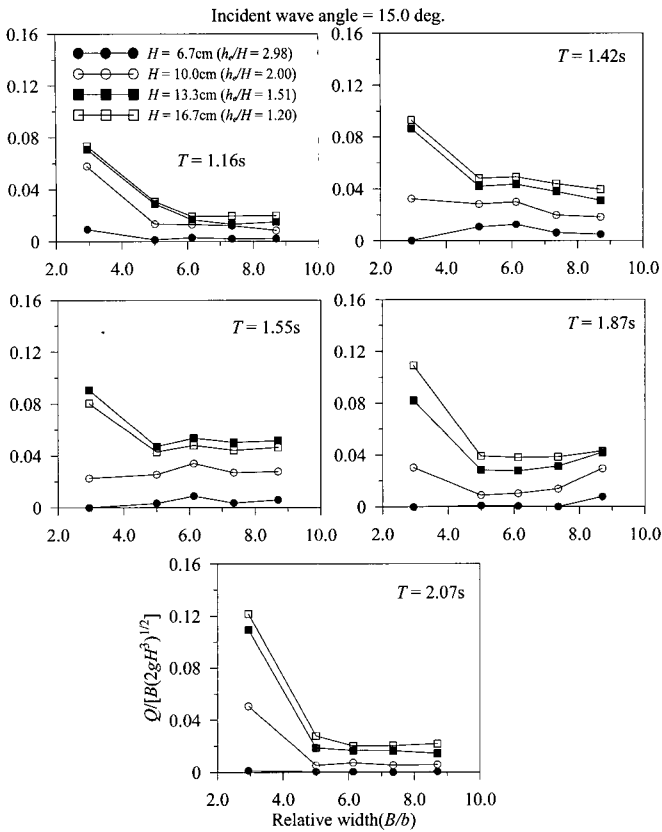 Incident wave angle = 15.0 deg.
0.16
0.12
0.08
0.04
0
H = 6.7cm (hₑ/H = 2.98)
H = 10.0cm (hₑ/H = 2.00)
H = 13.3cm (hₑ/H = 1.51)
H = 16.7cm (hₑ/H = 1.20)
T = 1.16s
2.0 4.0 6.0 8.0 10.0
0.16
0.12
0.08
0.04
0
T = 1.42s
2.0 4.0 6.0 8.0 10.0
0.16
0.12
0.08
0.04
0
T = 1.55s
2.0 4.0 6.0 8.0 10.0
0.16
0.12
0.08
0.04
0
T = 1.87s
2.0 4.0 6.0 8.0 10.0
Q/[B(2gH³)^1/2]
0.16
0.12
0.08
0.04
0
T = 2.07s
2.0 4.0 6.0 8.0 10.0
Relative width(B/b)